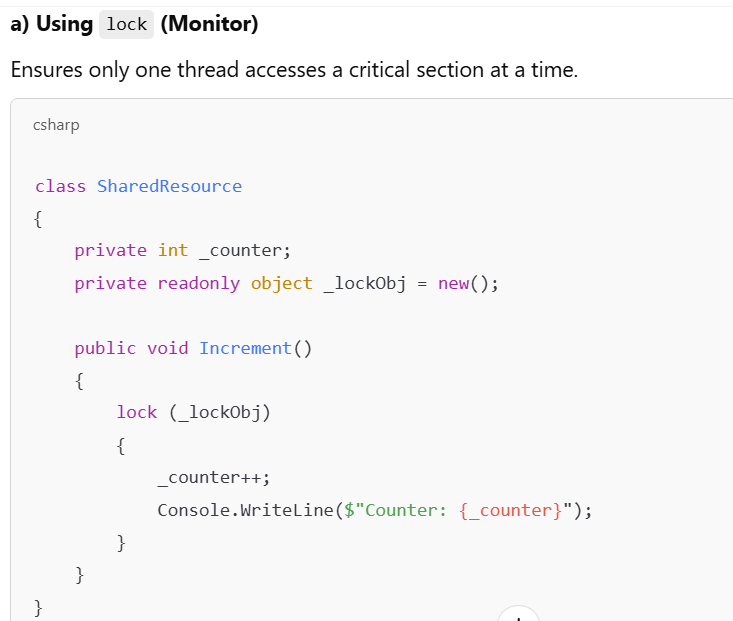 a) Using lock (Monitor)
Ensures only one thread accesses a critical section at a time.
csharp
class SharedResource
{
    private int _counter;
    private readonly object _lockObj = new();
    public void Increment()
    {
        lock (_lockObj)
        {
            _counter++;
            Console.WriteLine($"Counter: {_counter}");
        }
    }
}